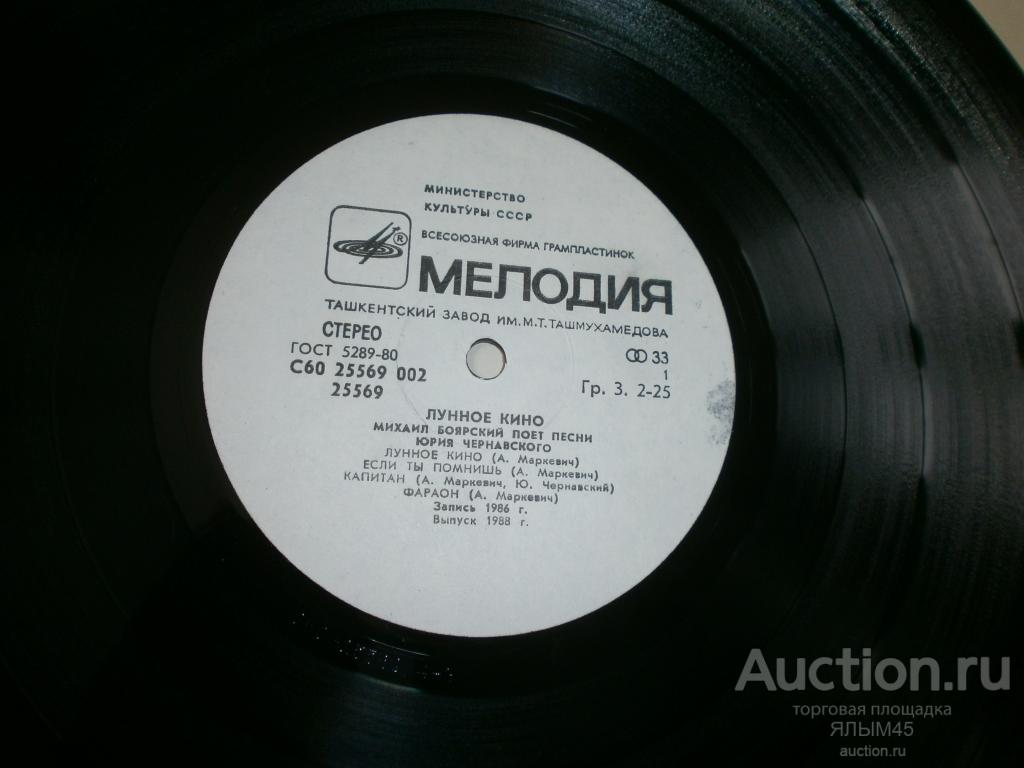 МИНИСТЕРСТВО
КУЛЬТУРЫ СССР
ВСЕСОЮЗНАЯ ФИРМА ГРАМПЛАСТИНОК
®
МЕЛОДИЯ
ТАШКЕНТСКИЙ ЗАВОД ИМ. М.Т. ТАШМУХАМЕДОВА
СТЕРЕО
ГОСТ 5289-80
С60 25569 002
25569
33
1
Гр. 3. 2-25
ЛУННОЕ КИНО
МИХАИЛ БОЯРСКИЙ ПОЕТ ПЕСНИ
ЮРИЯ ЧЕРНАВСКОГО
ЛУННОЕ КИНО (А. Маркевич)
ЕСЛИ ТЫ ПОМНИШЬ (А. Маркевич)
КАПИТАН (А. Маркевич, Ю. Чернавский)
ФАРАОН (А. Маркевич)
Запись 1986 г.
Выпуск 1988 г.
Auction.ru
торговая площадка
ЯЛЫМ45
auction.ru